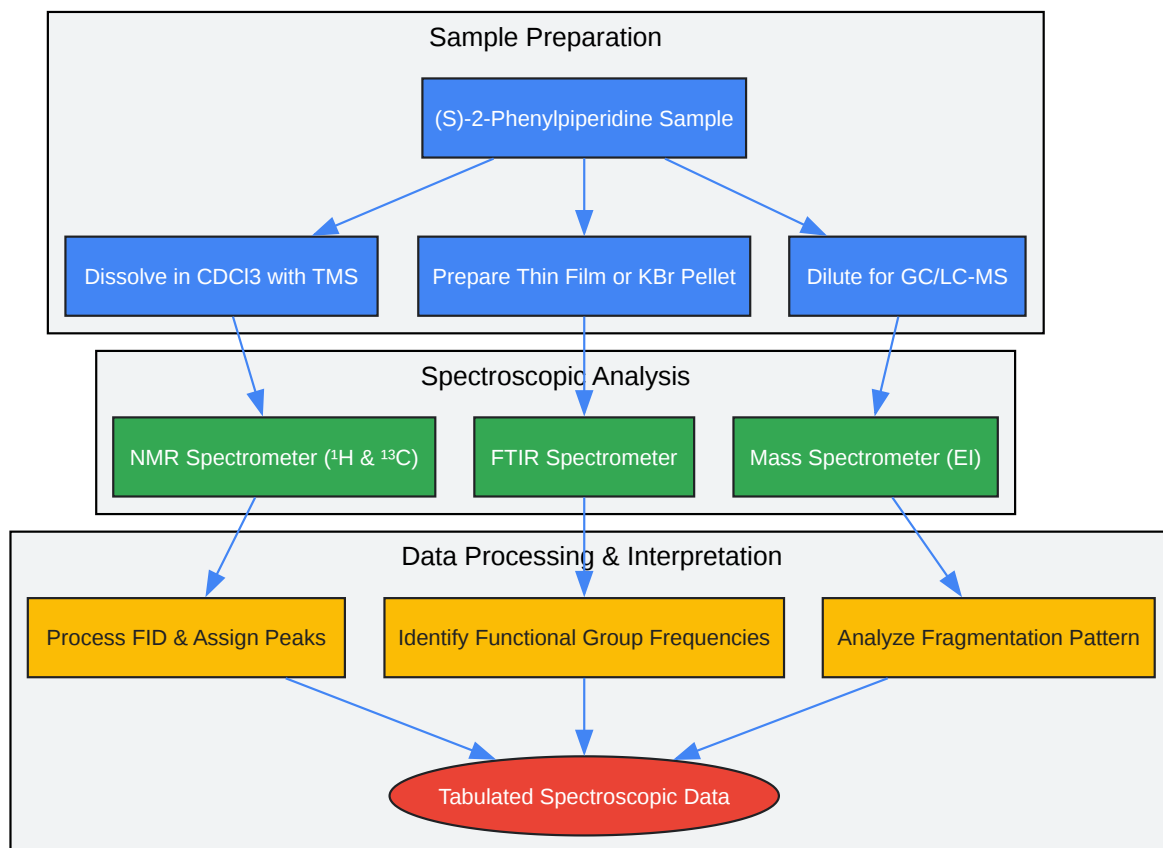 Sample Preparation
(S)-2-Phenylpiperidine Sample
Dissolve in CDCl3 with TMS
Prepare Thin Film or KBr Pellet
Dilute for GC/LC-MS
Spectroscopic Analysis
NMR Spectrometer (¹H & ¹³C)
FTIR Spectrometer
Mass Spectrometer (EI)
Data Processing & Interpretation
Process FID & Assign Peaks
Identify Functional Group Frequencies
Analyze Fragmentation Pattern
Tabulated Spectroscopic Data